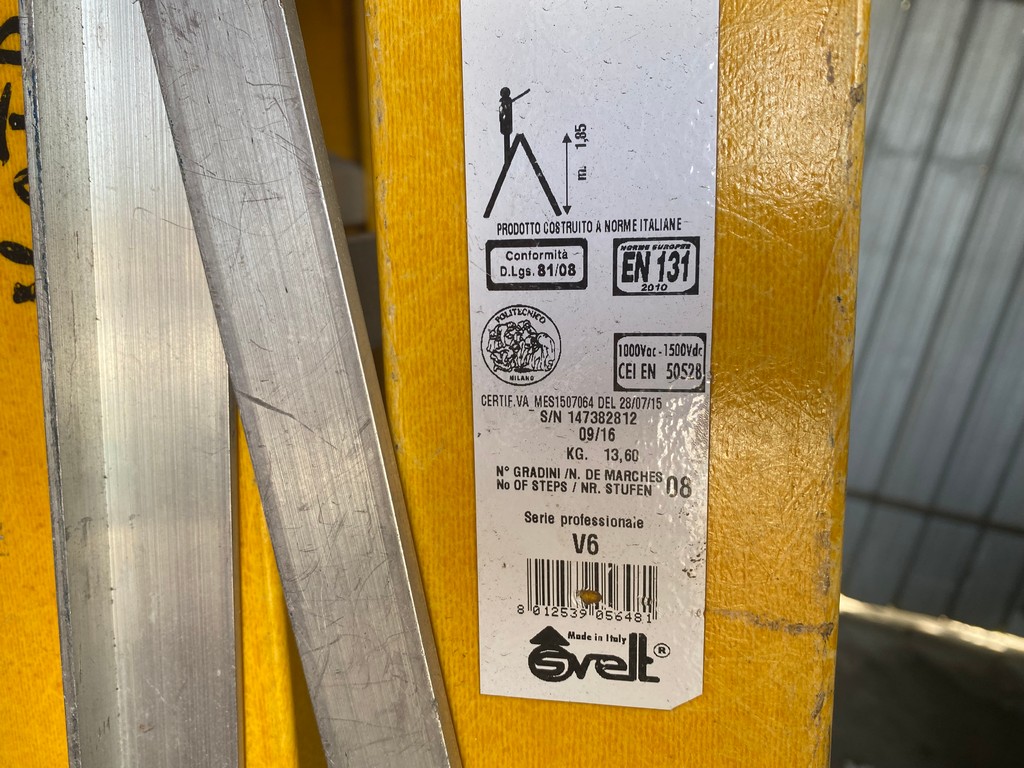 m. 1,85
PRODOTTO COSTRUITO A NORME ITALIANE
Conformità
D.Lgs. 81/08
NORME EUROPEE
EN 131
2010
POLITECNICO
MILANO
1000Vac - 1500Vdc
CEI EN 50528
CERTIF.VA MES1507064 DEL 28/07/15
S/N 147382812
09/16
KG. 13,60
N° GRADINI /N. DE MARCHES
No OF STEPS / NR. STUFEN 08
Serie professionale
V6
8 012539 056481
Made in Italy
Svelt ®